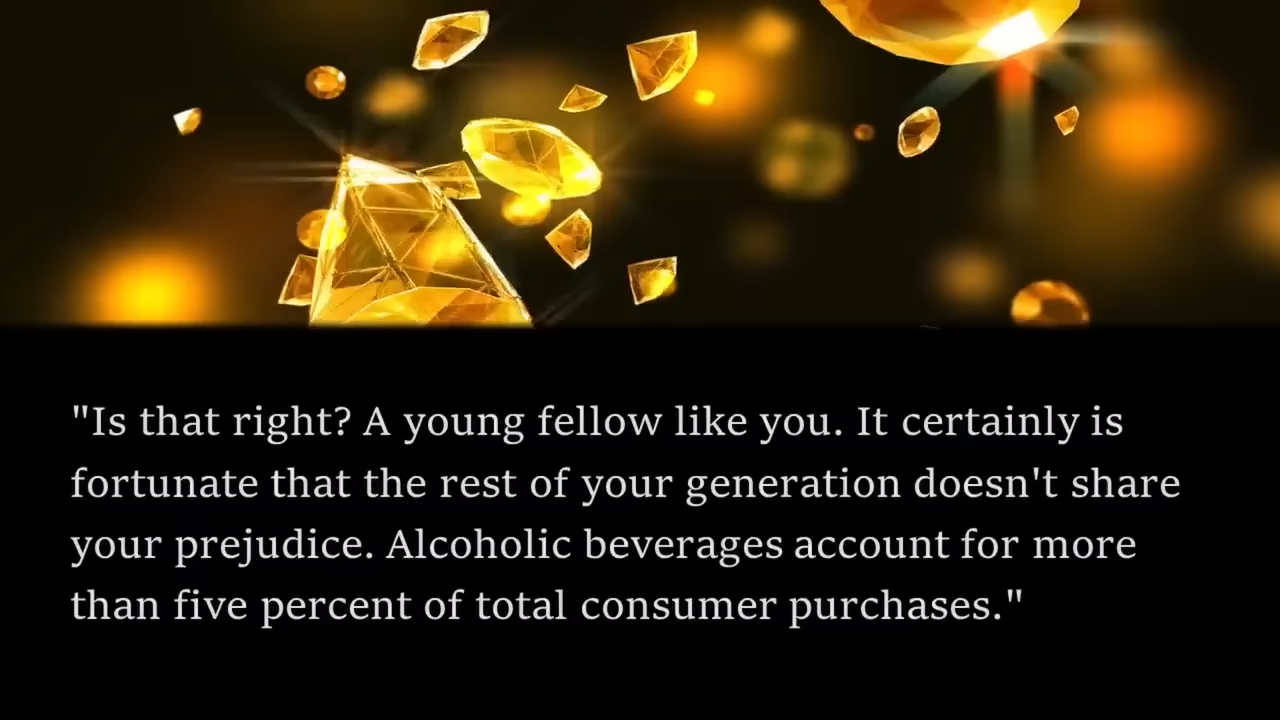 "Is that right? A young fellow like you. It certainly is
fortunate that the rest of your generation doesn't share
your prejudice. Alcoholic beverages account for more
than five percent of total consumer purchases."